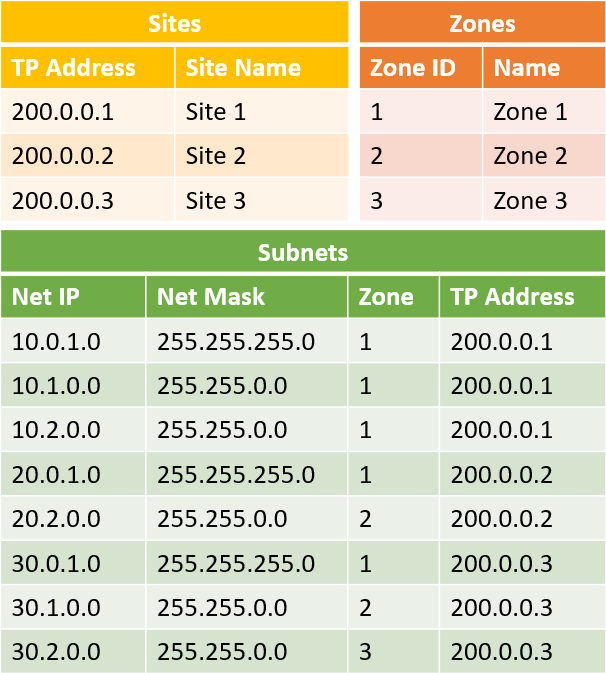 Sites
TP Address Site Name
200.0.0.1 Site 1
200.0.0.2 Site 2
200.0.0.3 Site 3
Zones
Zone ID Name
1 Zone 1
2 Zone 2
3 Zone 3
Subnets
Net IP Net Mask Zone TP Address
10.0.1.0 255.255.255.0 1 200.0.0.1
10.1.0.0 255.255.0.0 1 200.0.0.1
10.2.0.0 255.255.0.0 1 200.0.0.1
20.0.1.0 255.255.255.0 1 200.0.0.2
20.2.0.0 255.255.0.0 2 200.0.0.2
30.0.1.0 255.255.255.0 1 200.0.0.3
30.1.0.0 255.255.0.0 2 200.0.0.3
30.2.0.0 255.255.0.0 3 200.0.0.3